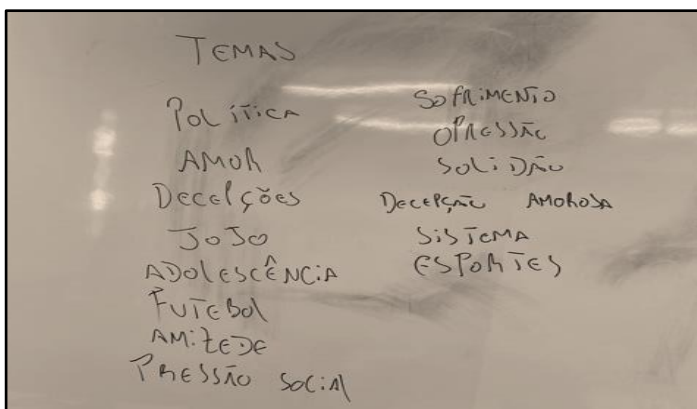 TEMAS
POLÍTICA
AMOR
DECELÇÕES
JOJO
ADOLESCÊNCIA
FUTEBOL
AMIZEDE
PRESSÃO SOCIAL
SOFRIMENTO
OPRESSÃO
SOLIDÃO
DECEPÇÃO AMOROSA
SISTEMA
ESPORTES